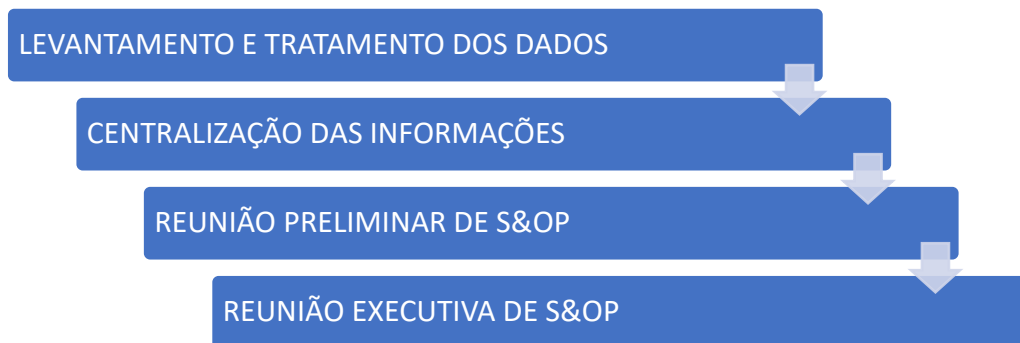 LEVANTAMENTO E TRATAMENTO DOS DADOS
CENTRALIZAÇÃO DAS INFORMAÇÕES
REUNIÃO PRELIMINAR DE S&OP
REUNIÃO EXECUTIVA DE S&OP